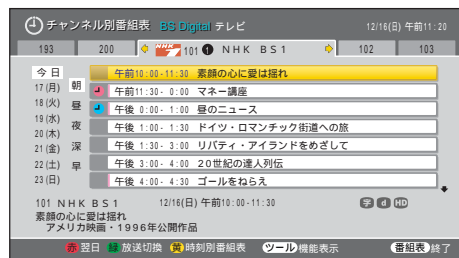 チャンネル別番組表 BS Digital テレビ 12/16(日) 午前11:20
193 200 NHK 101 1 NHK BS1 102 103
今日 午前10:00-11:30 素顔の心に愛は揺れ
17(月) 朝 午前11:30- 0:00 マネー講座
18(火) 昼 午後 0:00- 1:00 昼のニュース
19(水)
20(木) 夜 午後 1:00- 1:30 ドイツ・ロマンチック街道への旅
21(金) 深 午後 1:30- 3:00 リバティ・アイランドをめざして
22(土) 早 午後 3:00- 4:00 20世紀の達人列伝
23(日) 午後 4:00- 4:30 ゴールをねらえ
101 NHK BS1 12/16(日) 午前10:00-11:30 字 d HD
素顔の心に愛は揺れ
アメリカ映画・1996年公開作品
赤 翌日 緑 放送切換 黄 時刻別番組表 ツール 機能表示 番組表 終了